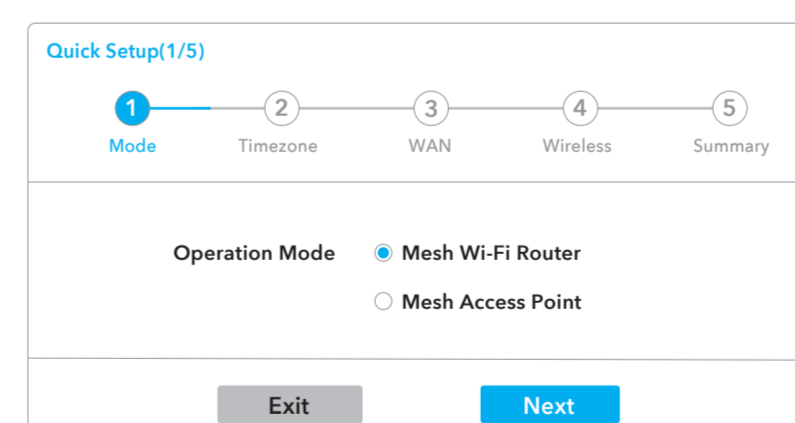 Quick Setup(1/5)
1 2 3 4 5
Mode Timezone WAN Wireless Summary
Operation Mode Mesh Wi-Fi Router
Mesh Access Point
Exit Next